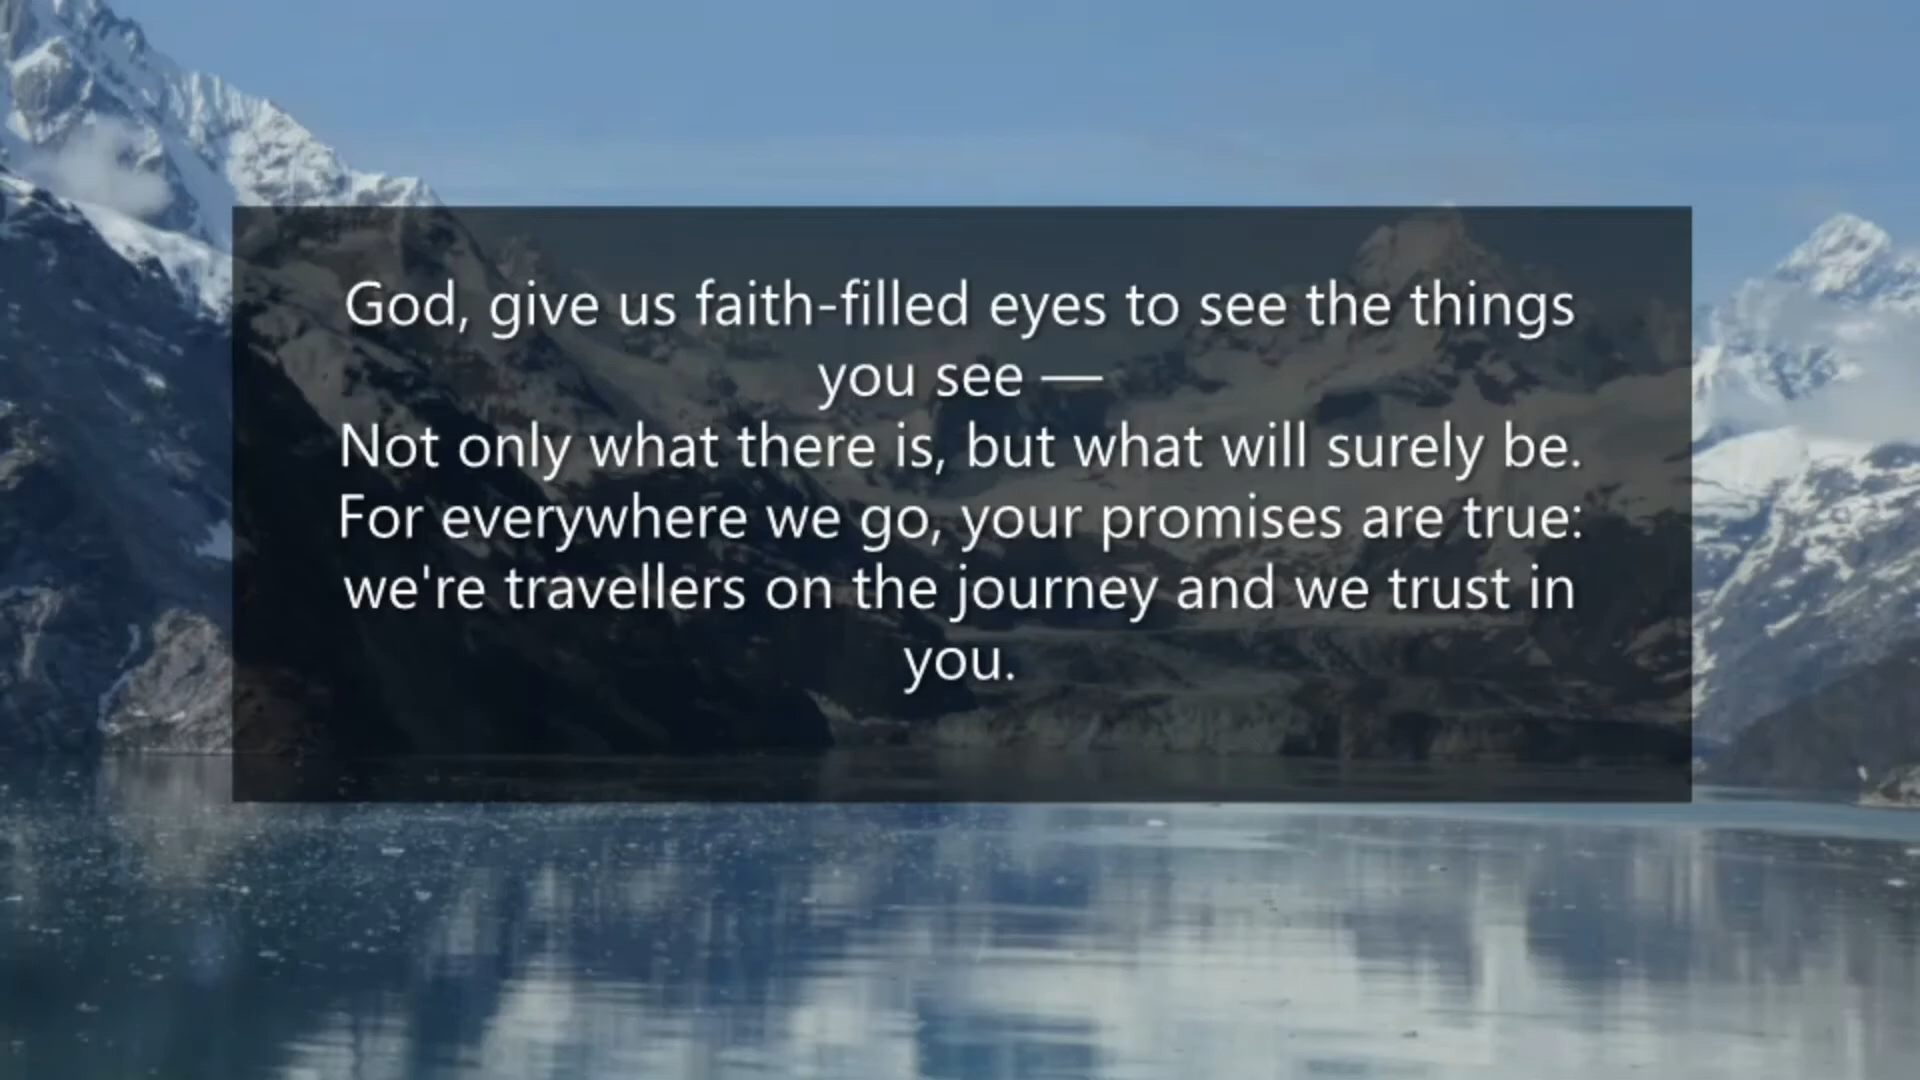 God, give us faith-filled eyes to see the things
you see —
Not only what there is, but what will surely be.
For everywhere we go, your promises are true:
we're travellers on the journey and we trust in
you.